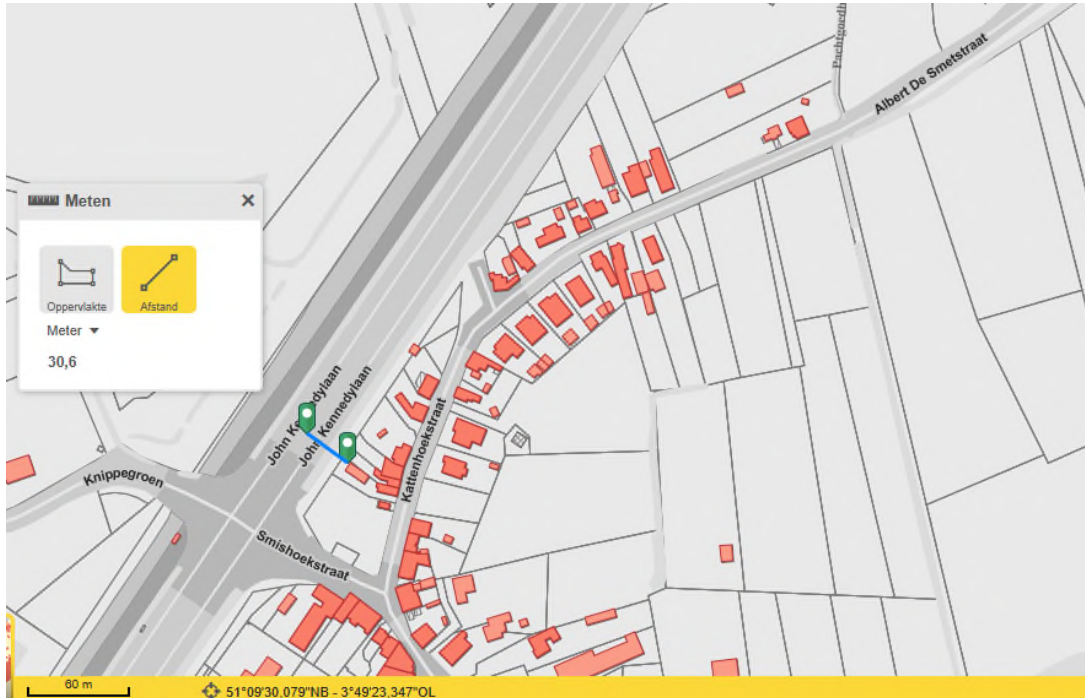 Pachtgoedh
Albert De Smetstraat
Meten
Oppervlakte
Afstand
Meter
30,6
John Kennedylaan
John Kennedylaan
Kattenhoekstraat
Knippegroen
Smishoekstraat
60 m
51°09'30,079"NB - 3°49'23,347"OL